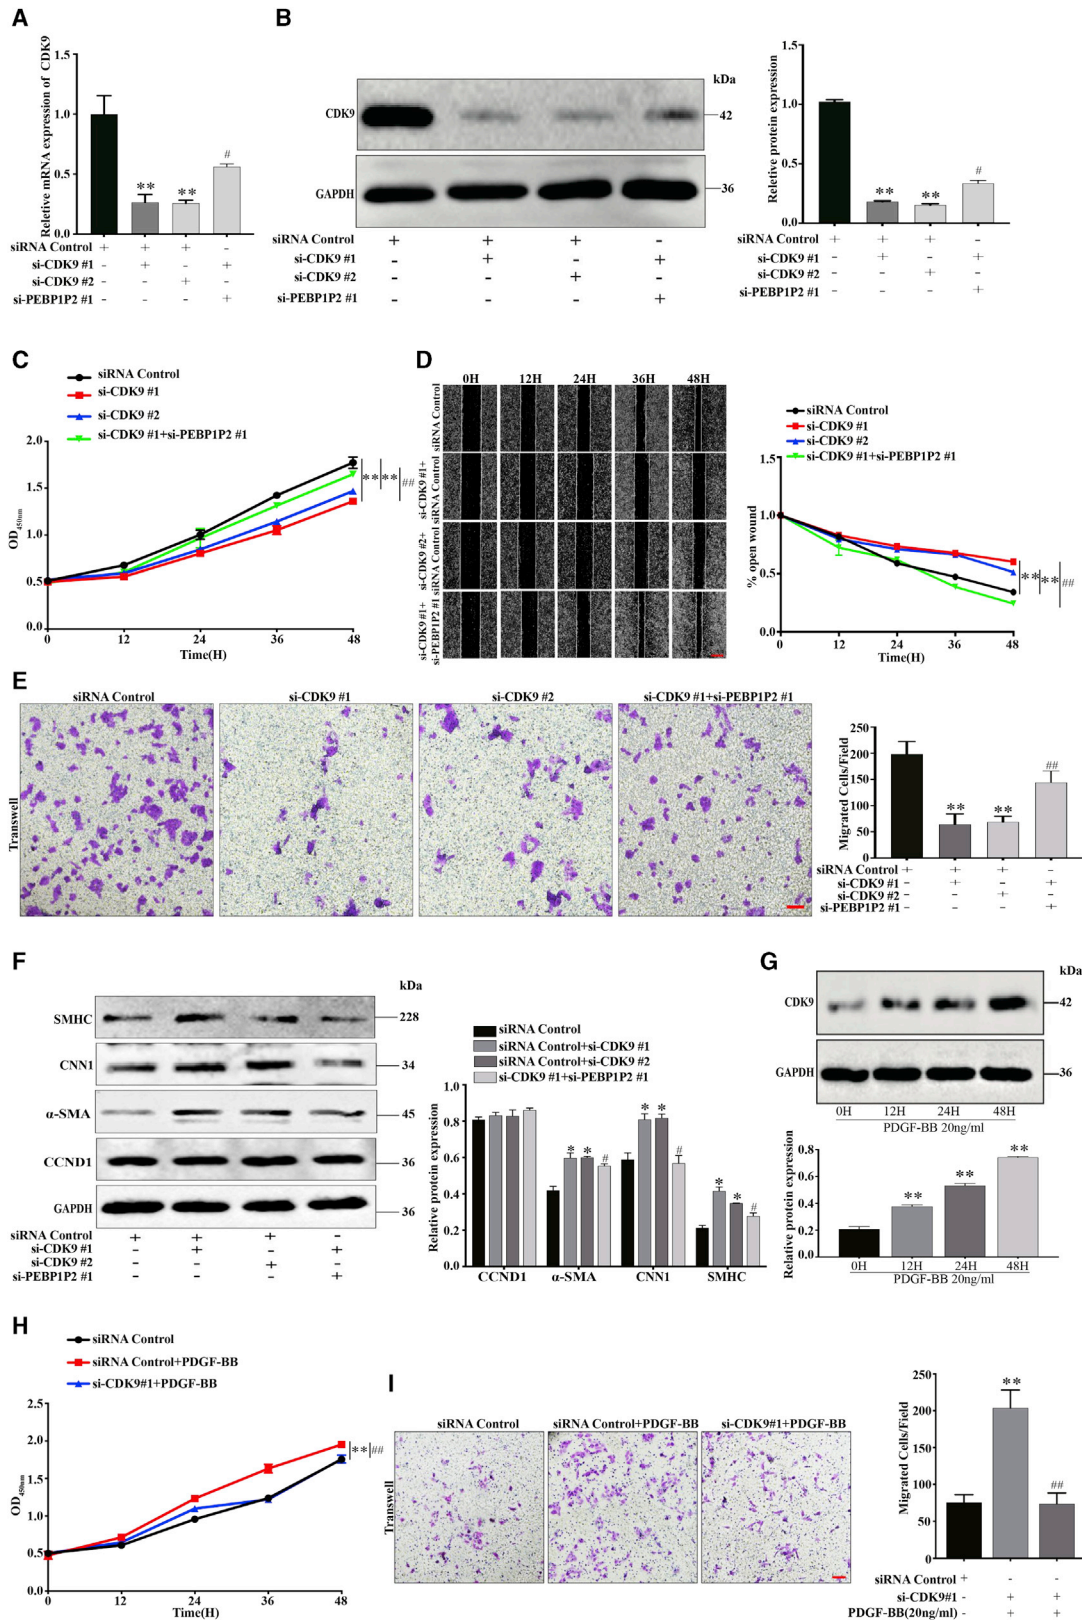 A
Reletive mRNA expression of CDK9
1.5
1.0
0.5
0.0
** ** #
siRNA Control + + + -
si-CDK9 #1 - + - +
si-CDK9 #2 - - + -
si-PEBP1P2 #1 - - - +
B
kDa
CDK9 42
GAPDH 36
siRNA Control + + + -
si-CDK9 #1 - + - +
si-CDK9 #2 - - + -
si-PEBP1P2 #1 - - - +
Reletive protein expression
1.5
1.0
0.5
0.0
** ** #
siRNA Control + + + -
si-CDK9 #1 - + - +
si-CDK9 #2 - - + -
si-PEBP1P2 #1 - - - +
C
siRNA Control
si-CDK9 #1
si-CDK9 #2
si-CDK9 #1+si-PEBP1P2 #1
OD450nm
2.0
1.5
1.0
0.5
0.0
** ** ##
0 12 24 36 48
Time(H)
D
0H 12H 24H 36H 48H
siRNA Control
si-CDK9 #1+
siRNA Control
si-CDK9 #2+
siRNA Control
si-CDK9 #1+
si-PEBP1P2 #1
siRNA Control
si-CDK9 #1
si-CDK9 #2
si-CDK9 #1+si-PEBP1P2 #1
% open wound
1.5
1.0
0.5
0.0
** ** ##
0 12 24 36 48
Time(H)
E
siRNA Control si-CDK9 #1 si-CDK9 #2 si-CDK9 #1+si-PEBP1P2 #1
Transwell
Migrated Cells/Field
250
200
150
100
50
0
** ** ##
siRNA Control + + + -
si-CDK9 #1 - + - +
si-CDK9 #2 - - + -
si-PEBP1P2 #1 - - - +
F
kDa
SMHC 228
CNN1 34
α-SMA 45
CCND1 36
GAPDH 36
siRNA Control + + + -
si-CDK9 #1 - + - +
si-CDK9 #2 - - + -
si-PEBP1P2 #1 - - - +
siRNA Control
siRNA Control+si-CDK9 #1
siRNA Control+si-CDK9 #2
si-CDK9 #1+si-PEBP1P2 #1
Relative protein expression
0.8
0.6
0.4
0.2
0.0
* * # * * # * * #
CCND1 α-SMA CNN1 SMHC
G
kDa
CDK9 42
GAPDH 36
0H 12H 24H 48H
PDGF-BB 20ng/ml
Relative protein expression
0.8
0.6
0.4
0.2
0.0
** ** **
0H 12H 24H 48H
PDGF-BB 20ng/ml
H
siRNA Control
siRNA Control+PDGF-BB
si-CDK9#1+PDGF-BB
OD450nm
2.5
2.0
1.5
1.0
0.5
0.0
** ##
0 12 24 36 48
Time(H)
I
siRNA Control siRNA Control+PDGF-BB si-CDK9#1+PDGF-BB
Transwell
Migrated Cells/Field
250
200
150
100
50
0
** ##
siRNA Control + - -
si-CDK9#1 - + +
PDGF-BB(20ng/ml) - + +